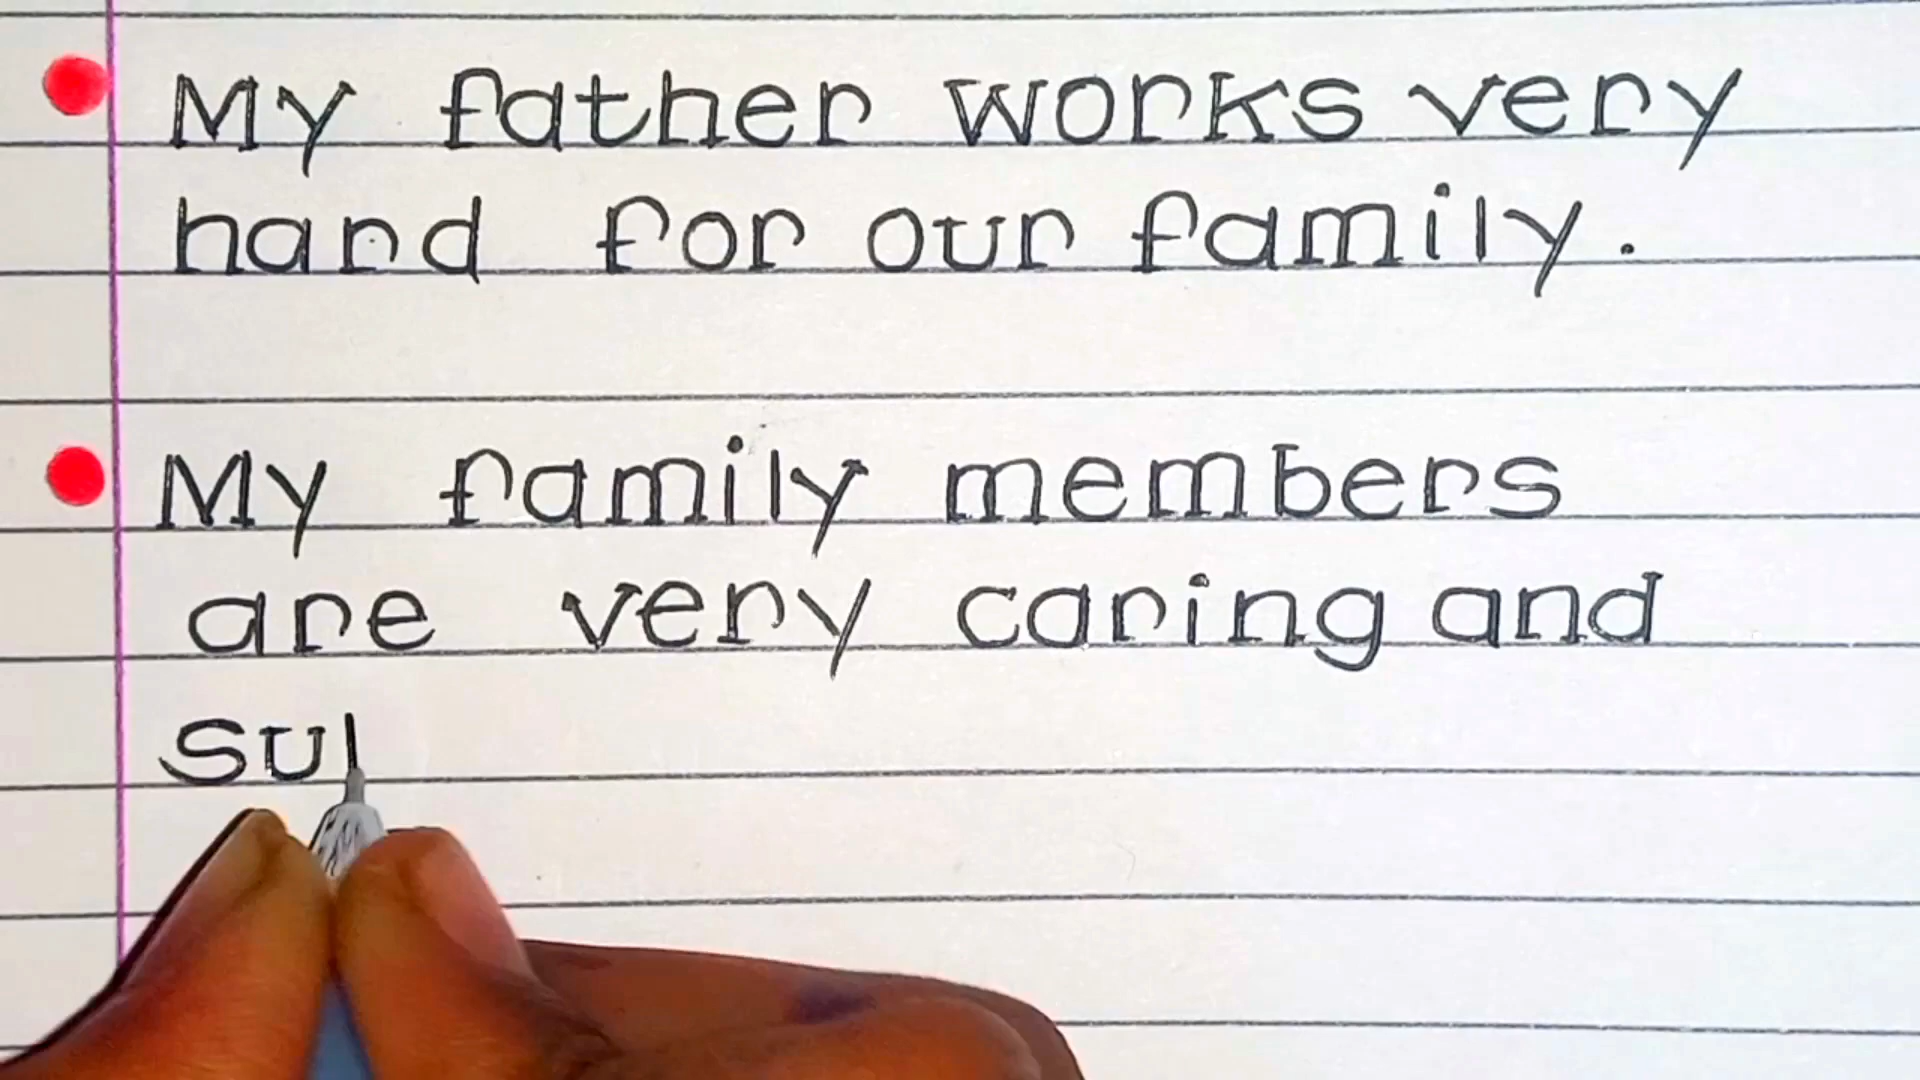 My father works very
hard for our family.
My family members
are very caring and
su